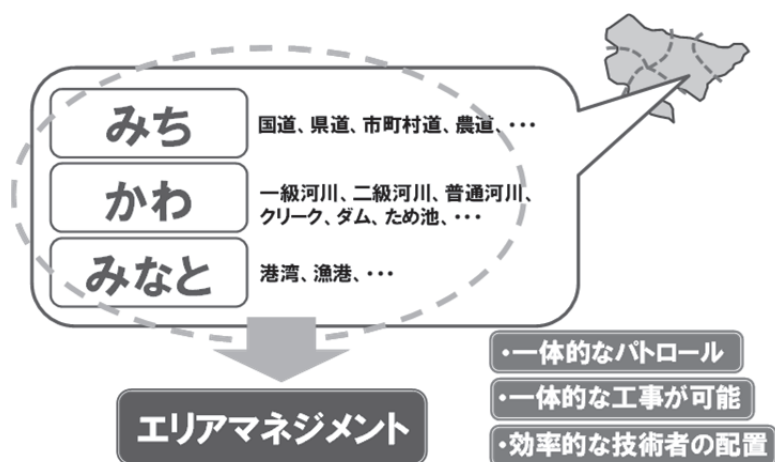 みち
国道、県道、市町村道、農道、・・・
かわ
一級河川、二級河川、普通河川、
クリーク、ダム、ため池、・・・
みなと
港湾、漁港、・・・
エリアマネジメント
・一体的なパトロール
・一体的な工事が可能
・効率的な技術者の配置